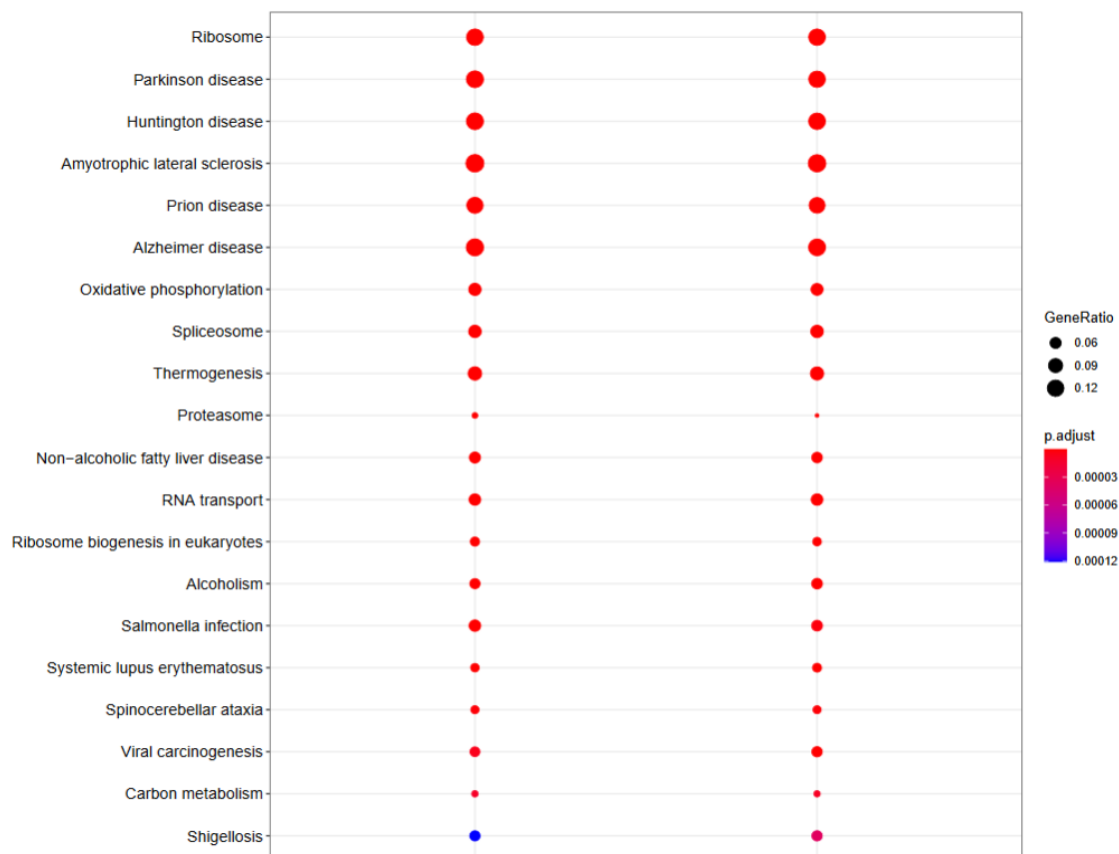 Ribosome
Parkinson disease
Huntington disease
Amyotrophic lateral sclerosis
Prion disease
Alzheimer disease
Oxidative phosphorylation
Spliceosome
Thermogenesis
Proteasome
Non−alcoholic fatty liver disease
RNA transport
Ribosome biogenesis in eukaryotes
Alcoholism
Salmonella infection
Systemic lupus erythematosus
Spinocerebellar ataxia
Viral carcinogenesis
Carbon metabolism
Shigellosis
GeneRatio
0.06
0.09
0.12
p.adjust
0.00003
0.00006
0.00009
0.00012